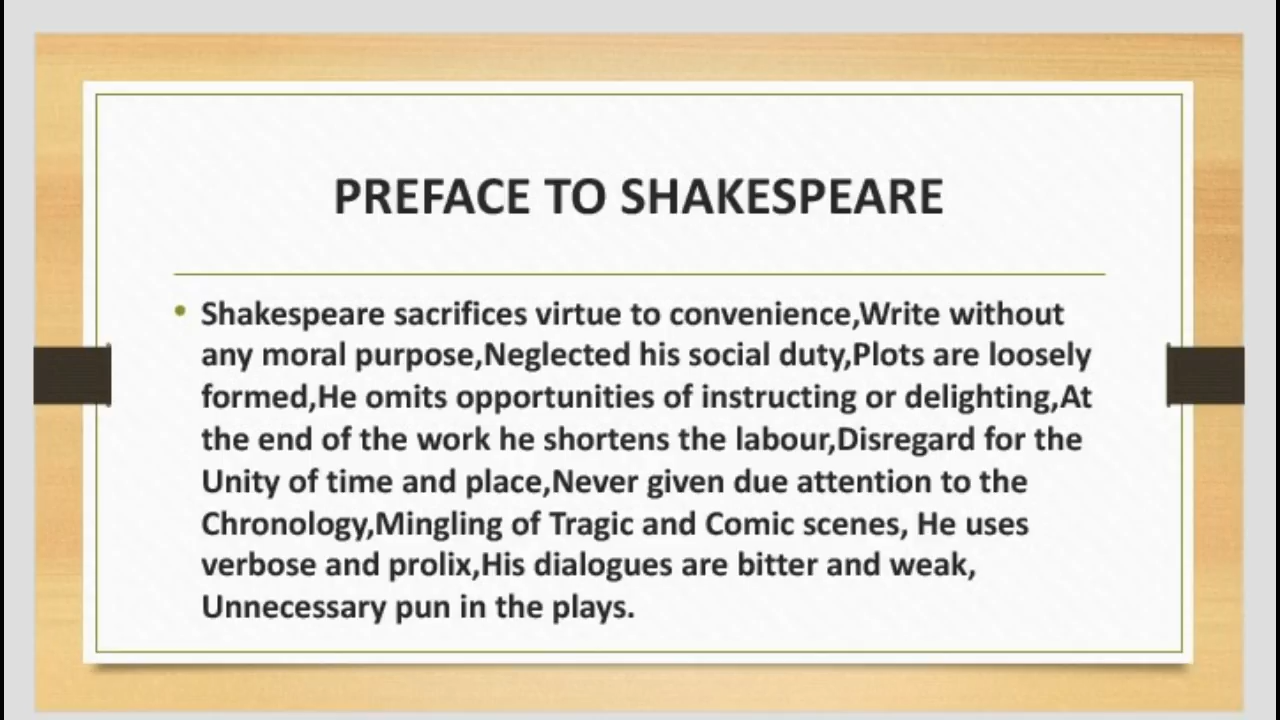 PREFACE TO SHAKESPEARE
• Shakespeare sacrifices virtue to convenience,Write without
any moral purpose,Neglected his social duty,Plots are loosely
formed,He omits opportunities of instructing or delighting,At
the end of the work he shortens the labour,Disregard for the
Unity of time and place,Never given due attention to the
Chronology,Mingling of Tragic and Comic scenes, He uses
verbose and prolix,His dialogues are bitter and weak,
Unnecessary pun in the plays.